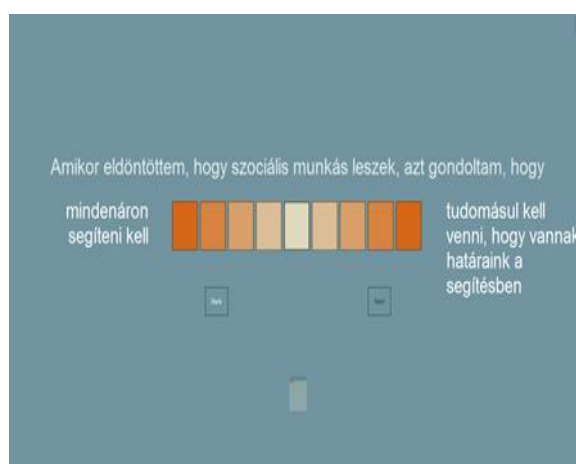 Amikor eldöntöttem, hogy szociális munkás leszek, azt gondoltam, hogy
mindenáron
segíteni kell
tudomásul kell
venni, hogy vannak
határaink a
segítésben